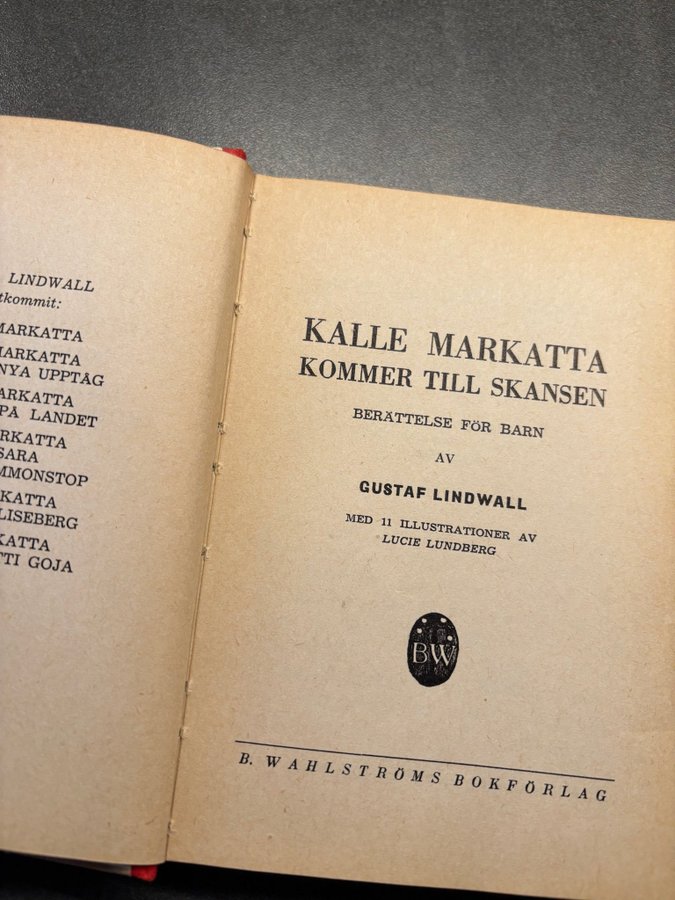 LINDWALL
tkommit:
MARKATTA
MARKATTA
NYA UPPTÅG
ARKATTA
PÅ LANDET
RKATTA
SARA
MMONSTOP
KATTA
LISEBERG
KATTA
TTI GOJA
KALLE MARKATTA
KOMMER TILL SKANSEN
BERÄTTELSE FÖR BARN
AV
GUSTAF LINDWALL
MED 11 ILLUSTRATIONER AV
LUCIE LUNDBERG
BW
B. WAHLSTRÖMS BOKFÖRLAG